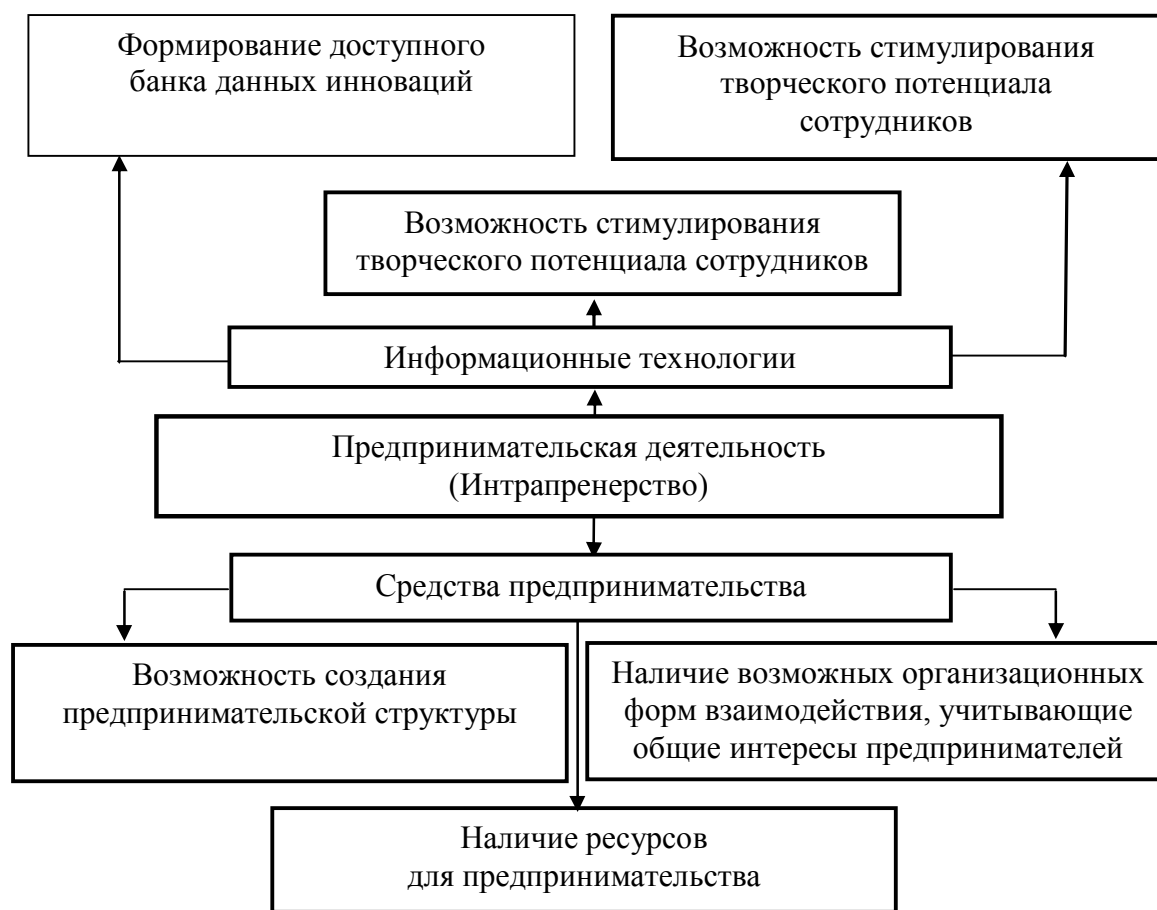 Формирование доступного
банка данных инноваций
Возможность стимулирования
творческого потенциала
сотрудников
Возможность стимулирования
творческого потенциала сотрудников
Информационные технологии
Предпринимательская деятельность
(Интрапренерство)
Средства предпринимательства
Возможность создания
предпринимательской структуры
Наличие возможных организационных
форм взаимодействия, учитывающие
общие интересы предпринимателей
Наличие ресурсов
для предпринимательства